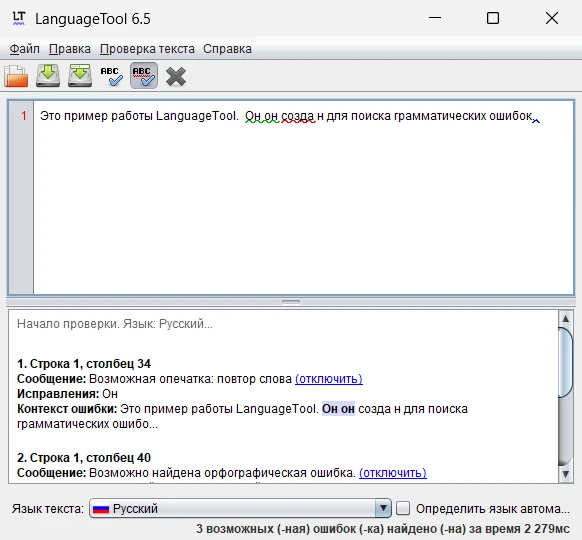 LanguageTool 6.5
Файл Правка Проверка текста Справка
ABC ABC
1 Это пример работы LanguageTool. Он он созда н для поиска грамматических ошибок.
Начало проверки. Язык: Русский...
1. Строка 1, столбец 34
Сообщение: Возможная опечатка: повтор слова (отключить)
Исправления: Он
Контекст ошибки: Это пример работы LanguageTool. Он он созда н для поиска
грамматических ошибо...
2. Строка 1, столбец 40
Сообщение: Возможно найдена орфографическая ошибка. (отключить)
Язык текста: Русский Определить язык автома...
3 возможных (-ная) ошибок (-ка) найдено (-на) за время 2 279мс